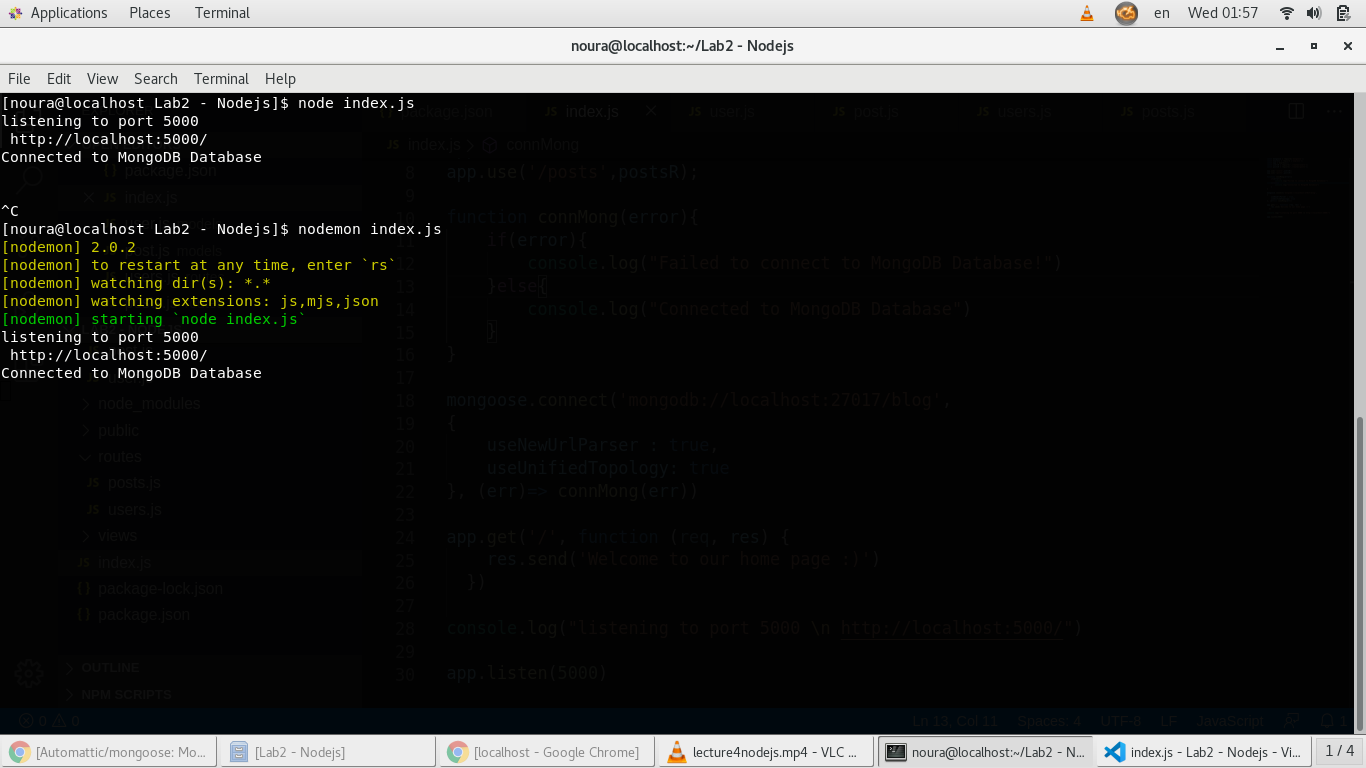 Applications Places Terminal en Wed 01:57
noura@localhost:~/Lab2 - Nodejs
File Edit View Search Terminal Help
[noura@localhost Lab2 - Nodejs]$ node index.js
listening to port 5000
http://localhost:5000/
Connected to MongoDB Database
^C
[noura@localhost Lab2 - Nodejs]$ nodemon index.js
[nodemon] 2.0.2
[nodemon] to restart at any time, enter `rs`
[nodemon] watching dir(s): *.*
[nodemon] watching extensions: js,mjs,json
[nodemon] starting `node index.js`
listening to port 5000
http://localhost:5000/
Connected to MongoDB Database
package.json
index.js
node_modules
public
routes
JS posts.js
JS users.js
views
JS index.js
{} package-lock.json
{} package.json
OUTLINE
NPM SCRIPTS
package.json JS index.js JS user.js JS post.js JS users.js JS posts.js
JS index.js > connMong
8 app.use('/posts',postsR);
9
10 function connMong(error){
11 if(error){
12 console.log("Failed to connect to MongoDB Database!")
13 }else{
14 console.log("Connected to MongoDB Database")
15 }
16 }
17
18 mongoose.connect('mongodb://localhost:27017/blog',
19 {
20 useNewUrlParser : true,
21 useUnifiedTopology: true
22 }, (err)=> connMong(err))
23
24 app.get('/', function (req, res) {
25 res.send('Welcome to our home page :)')
26 })
27
28 console.log("listening to port 5000 \n http://localhost:5000/")
29
30 app.listen(5000)
0 0 Ln 13, Col 11 Spaces: 4 UTF-8 LF JavaScript 1
[Automattic/mongoose: Mo... [Lab2 - Nodejs] [localhost - Google Chrome] lecture4nodejs.mp4 - VLC ... noura@localhost:~/Lab2 - N... index.js - Lab2 - Nodejs - Vi... 1 / 4